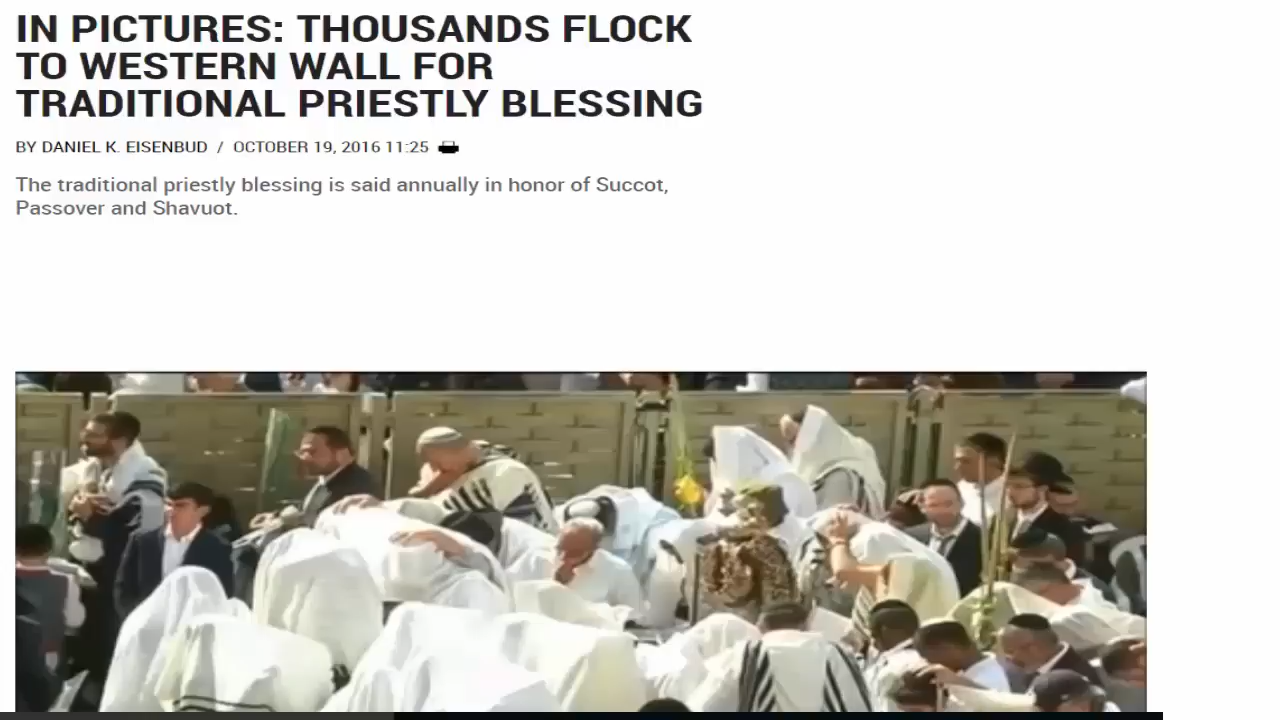 IN PICTURES: THOUSANDS FLOCK
TO WESTERN WALL FOR
TRADITIONAL PRIESTLY BLESSING
BY DANIEL K. EISENBUD / OCTOBER 19, 2016 11:25
The traditional priestly blessing is said annually in honor of Succot,
Passover and Shavuot.